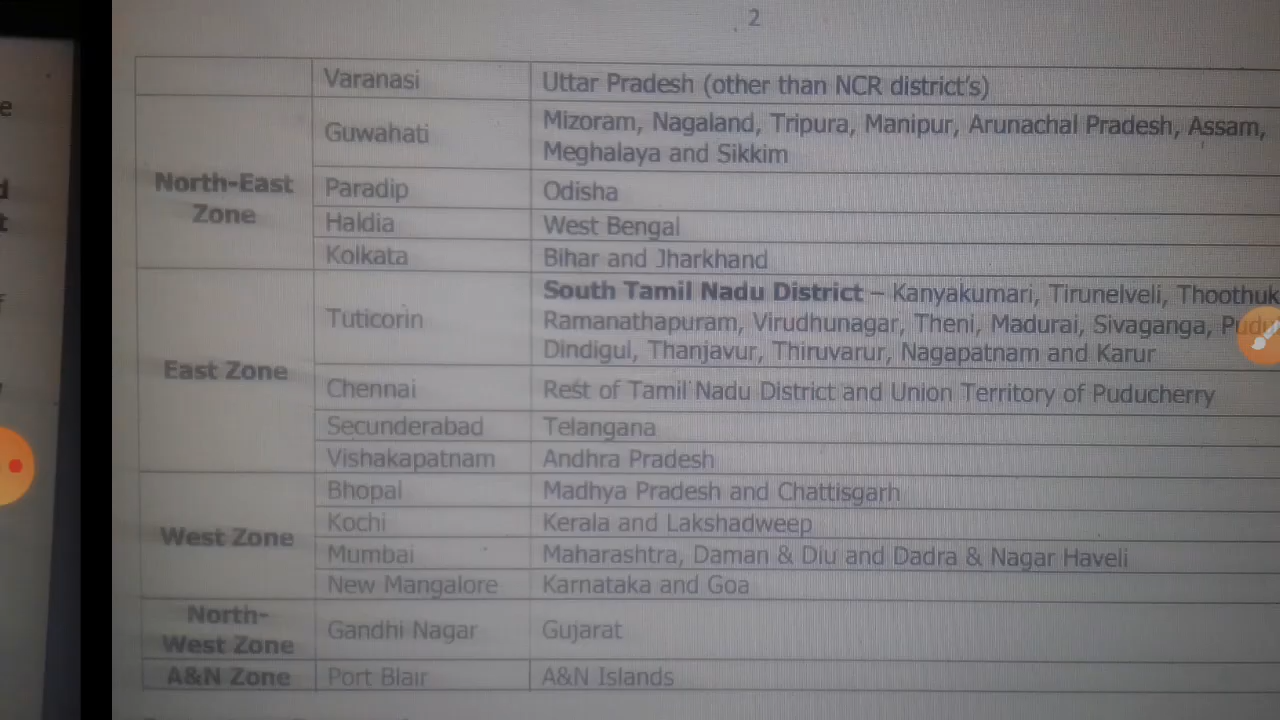 2
Varanasi
Uttar Pradesh (other than NCR district's)
North-East
Zone
Guwahati
Mizoram, Nagaland, Tripura, Manipur, Arunachal Pradesh, Assam,
Meghalaya and Sikkim
Paradip
Odisha
Haldia
West Bengal
Kolkata
Bihar and Jharkhand
East Zone
Tuticorin
South Tamil Nadu District – Kanyakumari, Tirunelveli,
Ramanathapuram, Virudhunagar, Theni, Madurai, Sivaganga,
Dindigul, Thanjavur, Thiruvarur, Nagapatnam and Karur
Chennai
Rest of Tamil Nadu District and Union Territory of Puducherry
Secunderabad
Telangana
Vishakapatnam
Andhra Pradesh
West Zone
Bhopal
Madhya Pradesh and Chattisgarh
Kochi
Kerala and Lakshadweep
Mumbai
Maharashtra, Daman & Diu and Dadra & Nagar Haveli
New Mangalore
Karnataka and Goa
North-
West Zone
Gandhi Nagar
Gujarat
A&N Zone
Port Blair
A&N Islands